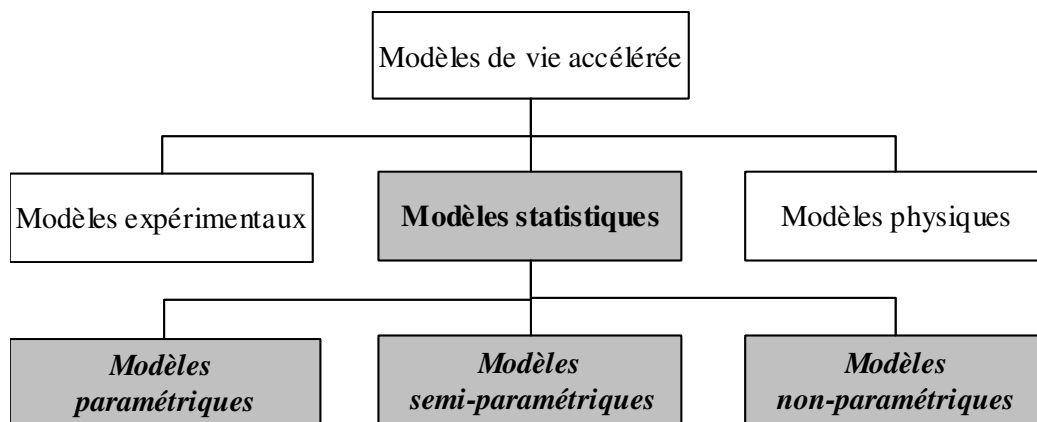 Modèles de vie accélérée
Modèles expérimentaux
Modèles statistiques
Modèles physiques
Modèles
paramétriques
Modèles
semi-paramétriques
Modèles
non-paramétriques